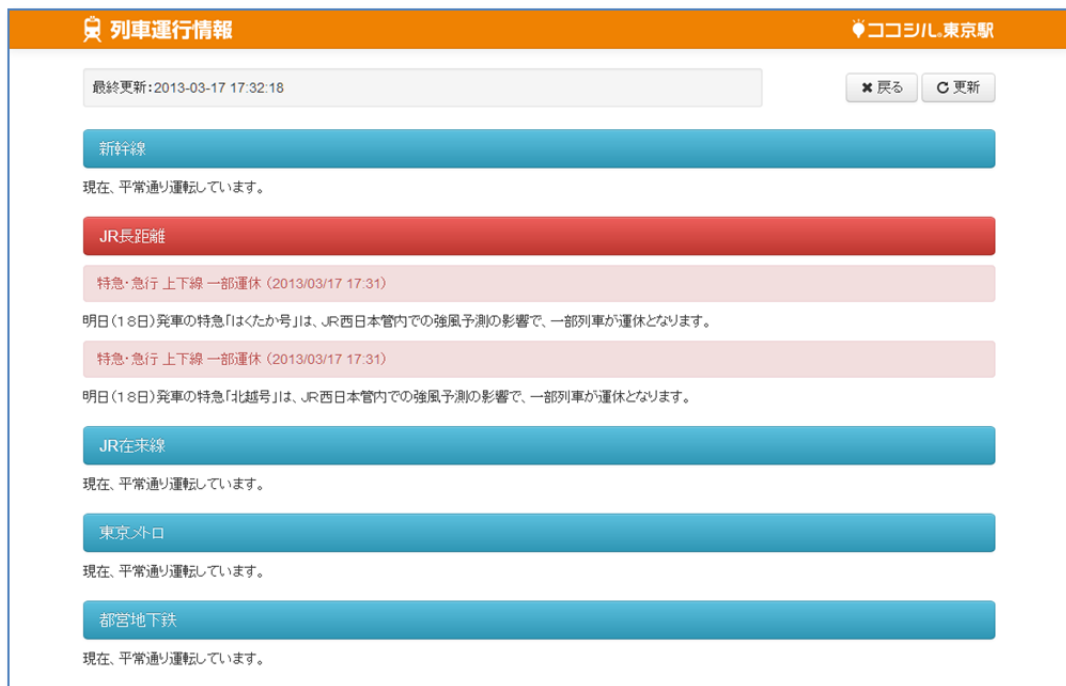 列車運行情報
ココシル。東京駅
最終更新:2013-03-17 17:32:18
戻る
更新
新幹線
現在、平常通り運転しています。
JR長距離
特急・急行 上下線 一部運休 (2013/03/17 17:31)
明日(18日)発車の特急「はくたか号」は、JR西日本管内での強風予測の影響で、一部列車が運休となります。
特急・急行 上下線 一部運休 (2013/03/17 17:31)
明日(18日)発車の特急「北越号」は、JR西日本管内での強風予測の影響で、一部列車が運休となります。
JR在来線
現在、平常通り運転しています。
東京メトロ
現在、平常通り運転しています。
都営地下鉄
現在、平常通り運転しています。